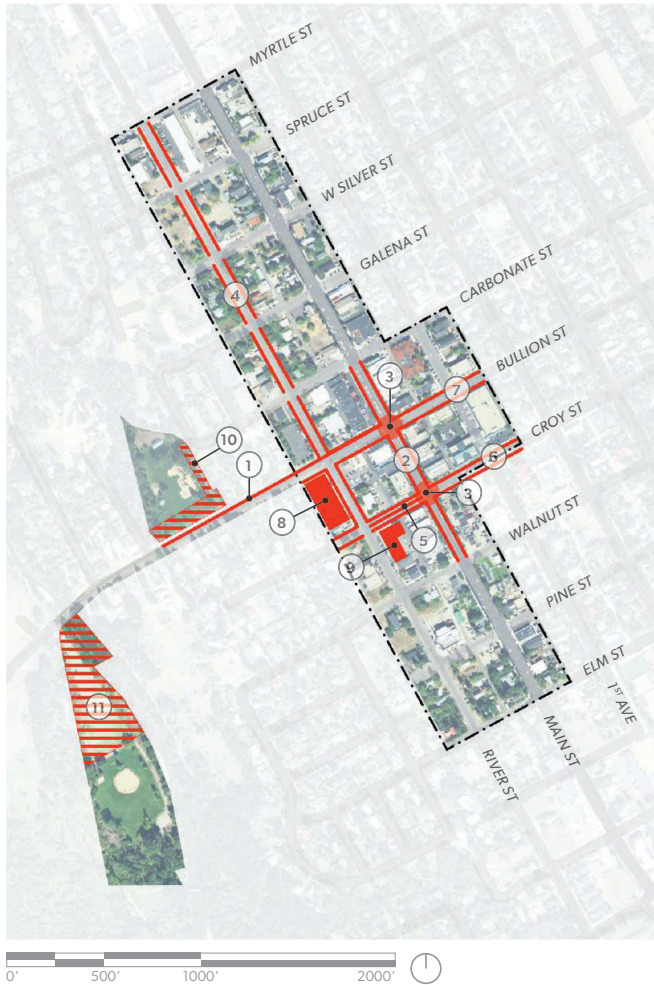 MYRTLE ST
SPRUCE ST
W SILVER ST
GALENA ST
CARBONATE ST
BULLION ST
CROY ST
WALNUT ST
PINE ST
ELM ST
1ST AVE
MAIN ST
RIVER ST
4
3
7
10
1
2
6
3
8
5
9
11
0’ 500’ 1000’ 2000’